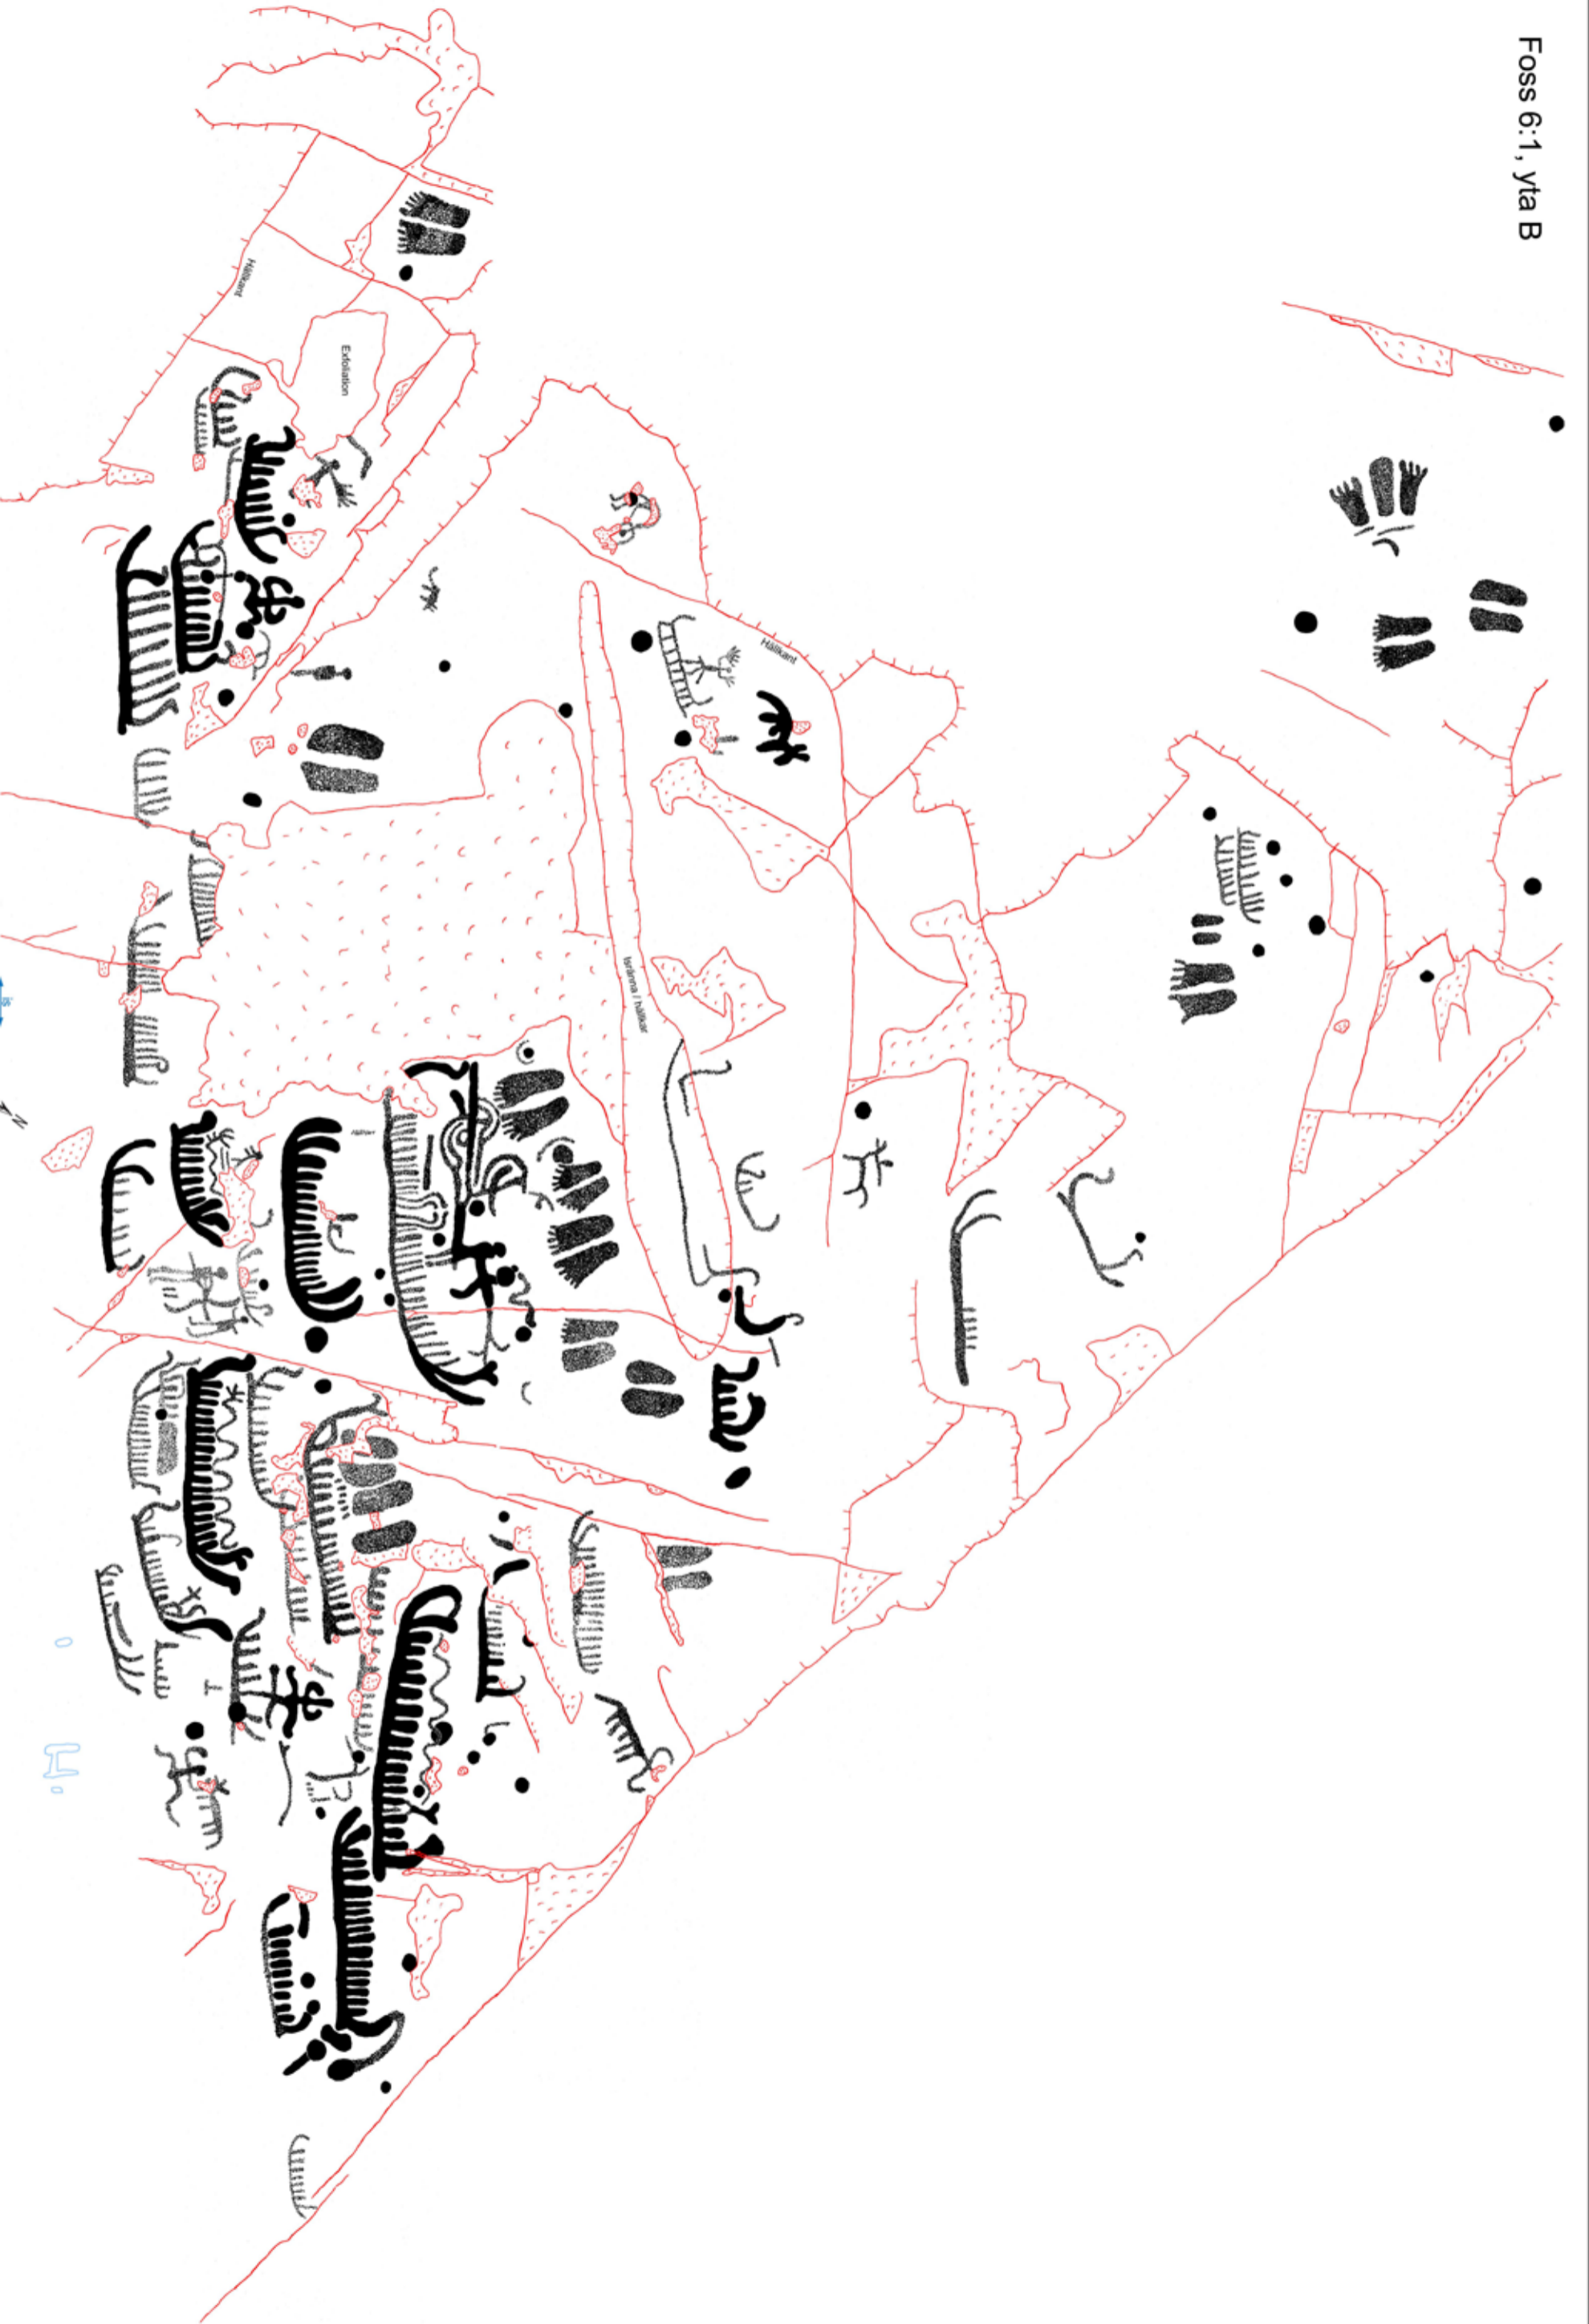 Foss 6:1, yta B
Hällkant
Exfoliation
Hällkant
Isränna / hällkar
N